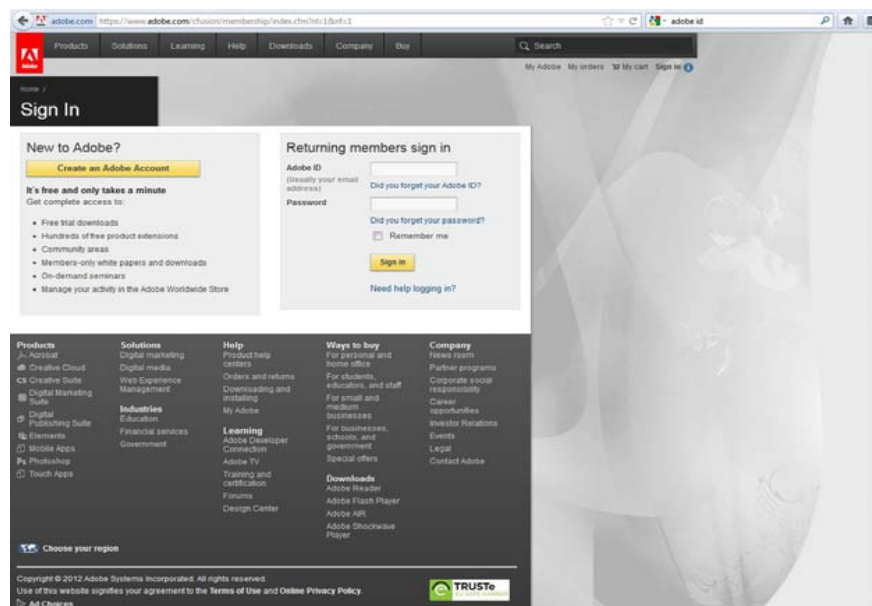 adobe.com https://www.adobe.com/cfusion/membership/index.cfm?nl=1&nf=1
adobe id
Adobe
Products Solutions Learning Help Downloads Company Buy
Search
My Adobe My orders My cart Sign in
Home /
Sign In
New to Adobe?
Create an Adobe Account
It's free and only takes a minute
Get complete access to:
• Free trial downloads
• Hundreds of free product extensions
• Community areas
• Members-only white papers and downloads
• On-demand seminars
• Manage your activity in the Adobe Worldwide Store
Returning members sign in
Adobe ID
(Usually your email
address)
Did you forget your Adobe ID?
Password
Did you forget your password?
Remember me
Sign in
Need help logging in?
Products
Acrobat
Creative Cloud
CS Creative Suite
Digital Marketing
Suite
Digital
Publishing Suite
Elements
Mobile Apps
Ps Photoshop
Touch Apps
Solutions
Digital marketing
Digital media
Web Experience
Management
Industries
Education
Financial services
Government
Help
Product help
centers
Orders and returns
Downloading and
installing
My Adobe
Learning
Adobe Developer
Connection
Adobe TV
Training and
certification
Forums
Design Center
Ways to buy
For personal and
home office
For students,
educators, and staff
For small and
medium
businesses
For businesses,
schools, and
government
Special offers
Downloads
Adobe Reader
Adobe Flash Player
Adobe AIR
Adobe Shockwave
Player
Company
News room
Partner programs
Corporate social
responsibility
Career
opportunities
Investor Relations
Events
Legal
Contact Adobe
Choose your region
Copyright © 2012 Adobe Systems Incorporated. All rights reserved.
Use of this website signifies your agreement to the Terms of Use and Online Privacy Policy.
Ad Choices
TRUSTe